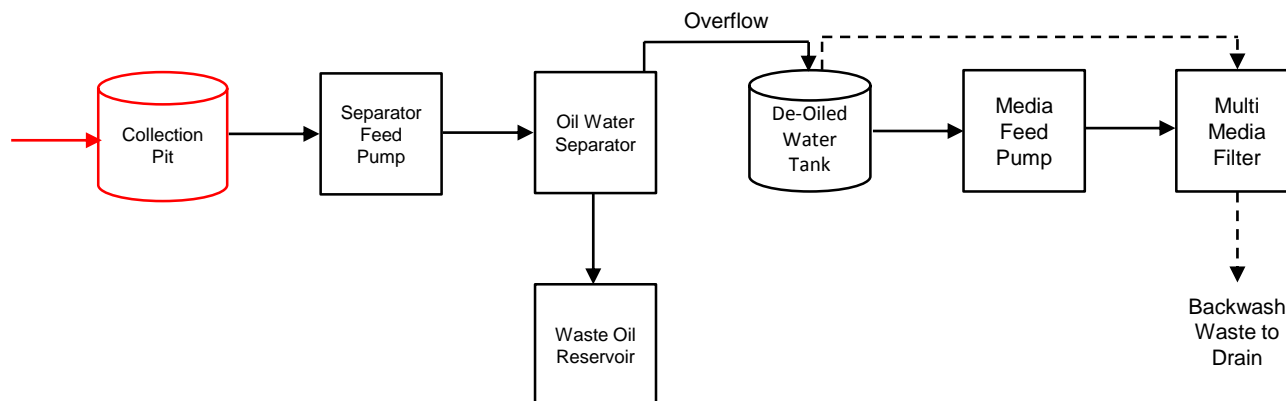 Overflow
Collection
Pit
Separator
Feed
Pump
Oil Water
Separator
De-Oiled
Water
Tank
Media
Feed
Pump
Multi
Media
Filter
Waste Oil
Reservoir
Backwash
Waste to
Drain